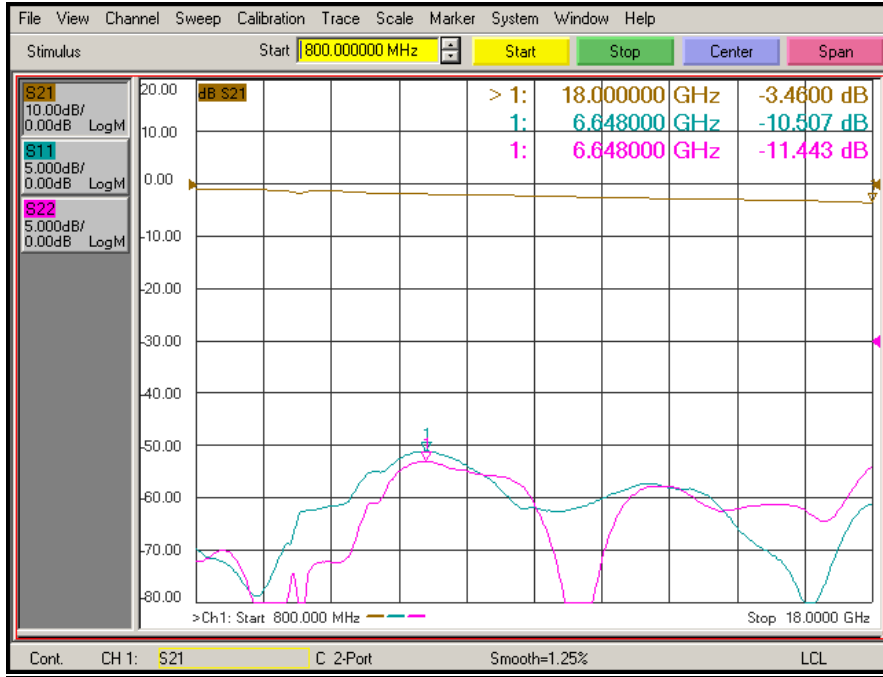 File View Channel Sweep Calibration Trace Scale Marker System Window Help
Stimulus Start 800.000000 MHz Start Stop Center Span
S21
10.00dB/
0.00dB LogM
S11
5.000dB/
0.00dB LogM
S22
5.000dB/
0.00dB LogM
dB S21
> 1: 18.000000 GHz -3.4600 dB
1: 6.648000 GHz -10.507 dB
1: 6.648000 GHz -11.443 dB
20.00
10.00
0.00
-10.00
-20.00
-30.00
-40.00
-50.00
-60.00
-70.00
-80.00
1
>Ch1: Start 800.000 MHz Stop 18.0000 GHz
Cont. CH 1: S21 C 2-Port Smooth=1.25% LCL